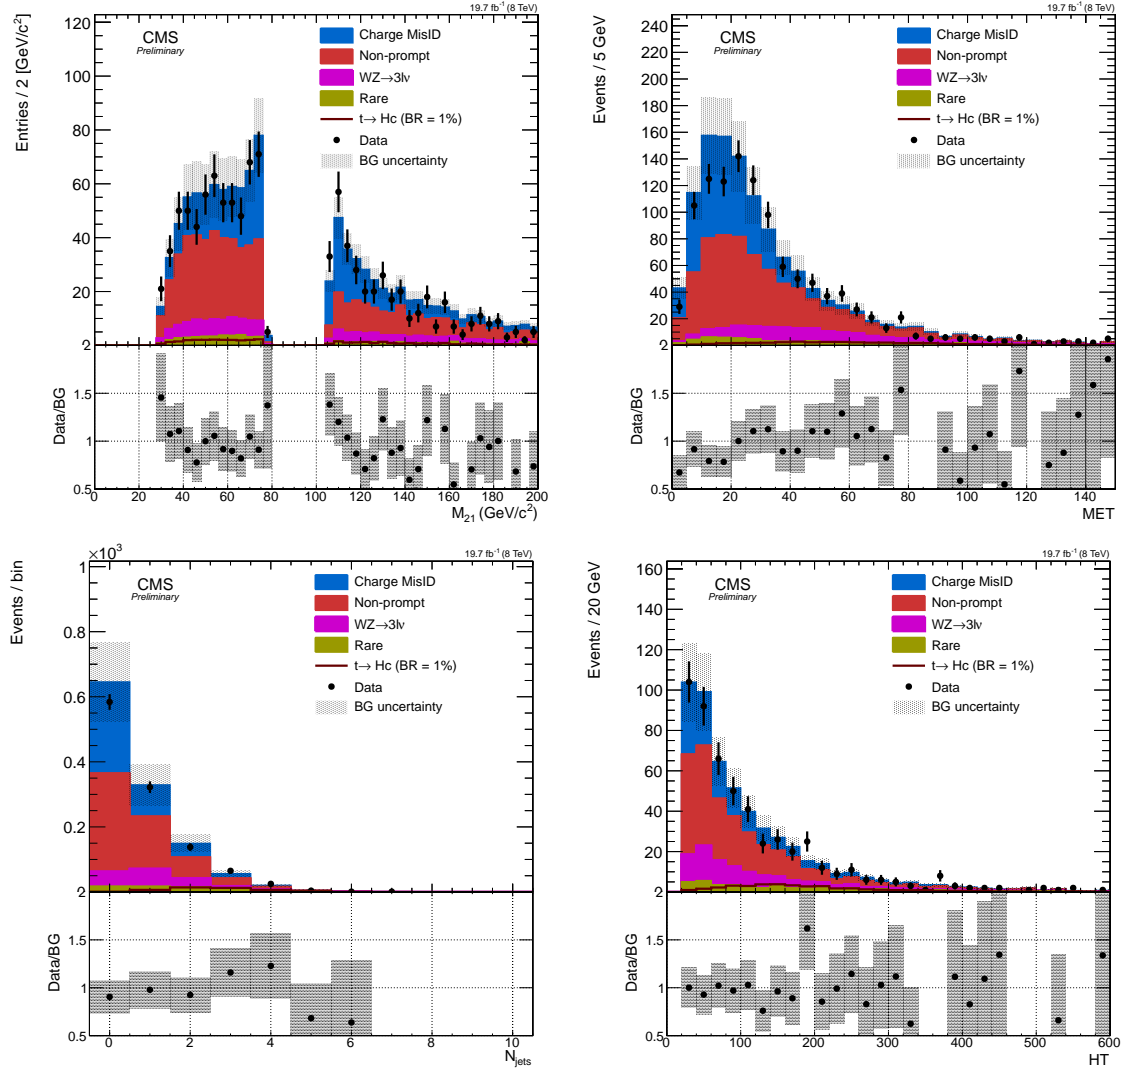 19.7 fb⁻¹ (8 TeV)
Entries / 2 [GeV/c²]
CMS
Preliminary
Charge MisID
Non-prompt
WZ→3lν
Rare
t→ Hc (BR = 1%)
Data
BG uncertainty
120
100
80
60
40
20
2
1.5
1
0.5
Data/BG
0 20 40 60 80 100 120 140 160 180 200
M₂₁ (GeV/c²)
19.7 fb⁻¹ (8 TeV)
Events / 5 GeV
CMS
Preliminary
Charge MisID
Non-prompt
WZ→3lν
Rare
t→ Hc (BR = 1%)
Data
BG uncertainty
240
220
200
180
160
140
120
100
80
60
40
20
2
1.5
1
0.5
Data/BG
0 20 40 60 80 100 120 140
MET
×10³
19.7 fb⁻¹ (8 TeV)
Events / bin
CMS
Preliminary
Charge MisID
Non-prompt
WZ→3lν
Rare
t→ Hc (BR = 1%)
Data
BG uncertainty
1
0.8
0.6
0.4
0.2
2
1.5
1
0.5
Data/BG
0 2 4 6 8 10
N_jets
19.7 fb⁻¹ (8 TeV)
Events / 20 GeV
CMS
Preliminary
Charge MisID
Non-prompt
WZ→3lν
Rare
t→ Hc (BR = 1%)
Data
BG uncertainty
160
140
120
100
80
60
40
20
2
1.5
1
0.5
Data/BG
0 100 200 300 400 500 600
HT